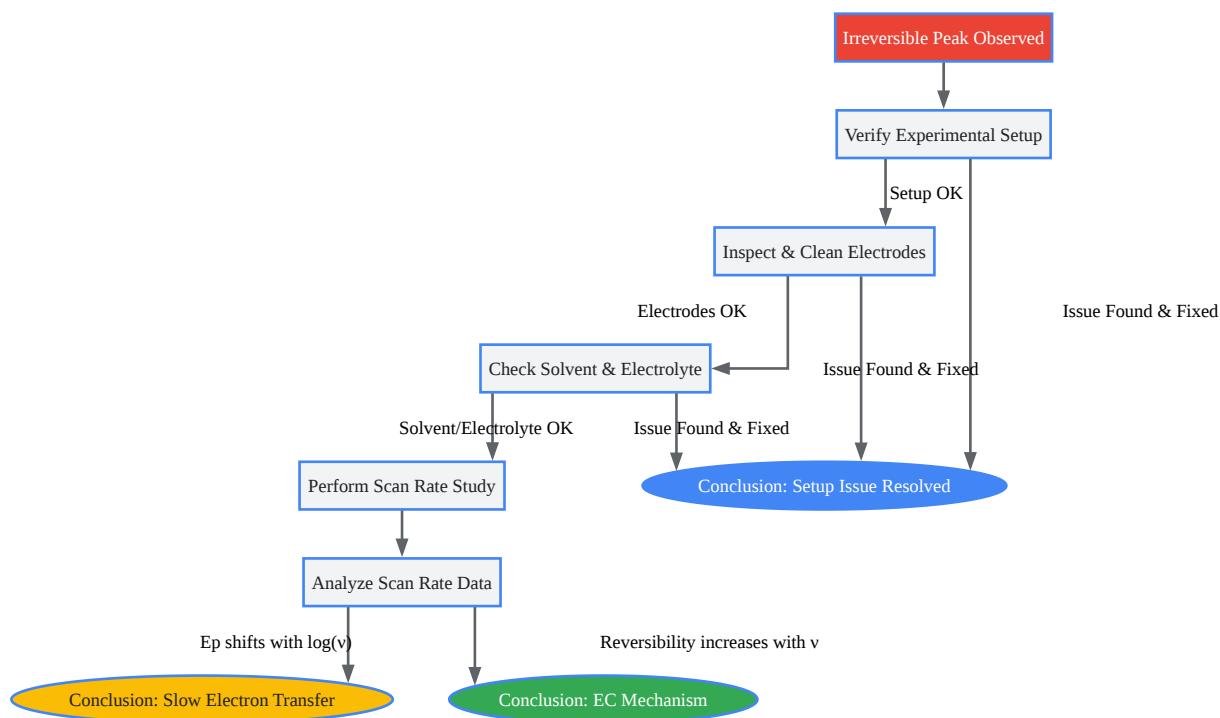 Irreversible Peak Observed
Verify Experimental Setup
Setup OK
Inspect & Clean Electrodes
Electrodes OK
Issue Found & Fixed
Check Solvent & Electrolyte
Issue Found & Fixed
Solvent/Electrolyte OK
Issue Found & Fixed
Perform Scan Rate Study
Conclusion: Setup Issue Resolved
Analyze Scan Rate Data
Ep shifts with log(ν)
Reversibility increases with ν
Conclusion: Slow Electron Transfer
Conclusion: EC Mechanism